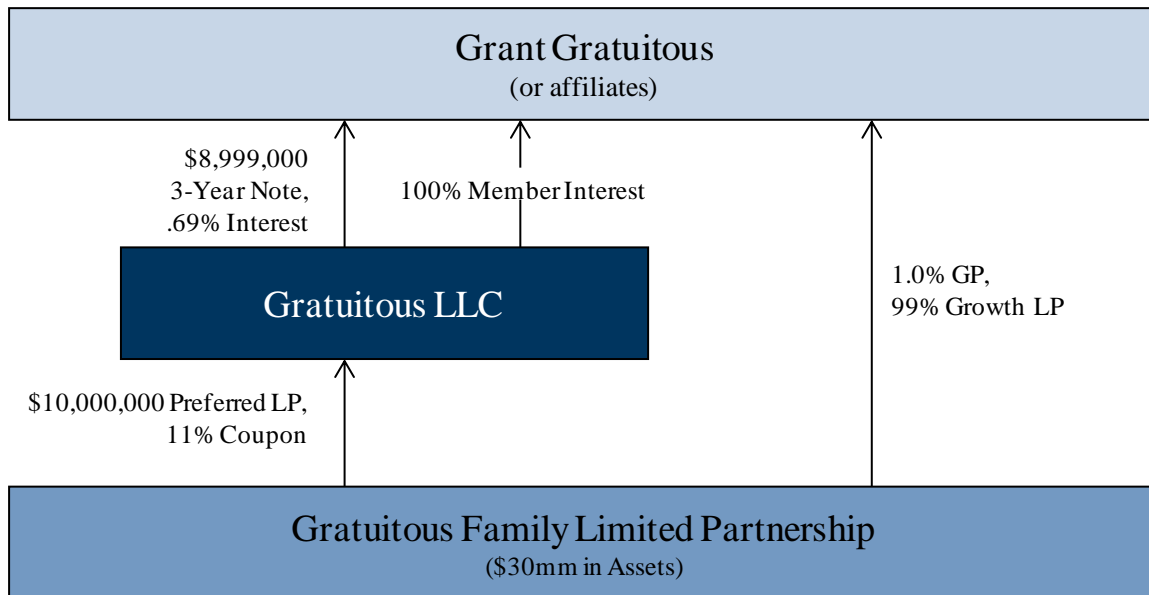 Grant Gratuitous
(or affiliates)
$8,999,000
3-Year Note,
.69% Interest
100% Member Interest
Gratuitous LLC
1.0% GP,
99% Growth LP
$10,000,000 Preferred LP,
11% Coupon
Gratuitous Family Limited Partnership
($30mm in Assets)